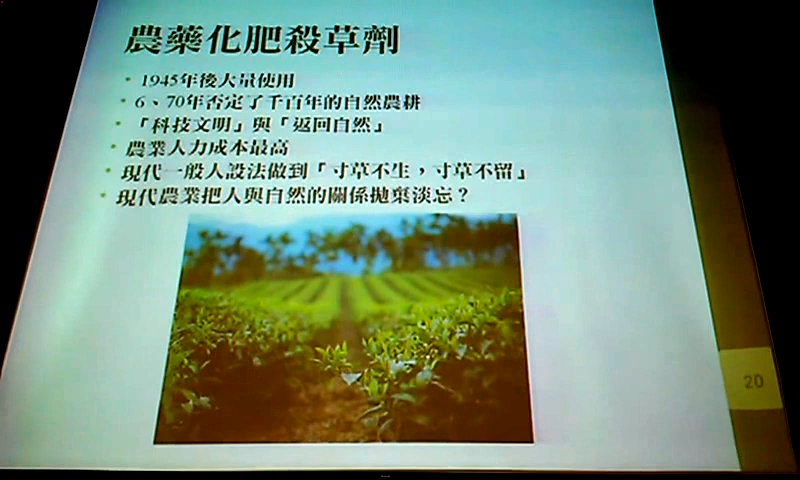 農藥化肥殺草劑
• 1945年後大量使用
• 6、70年否定了千百年的自然農耕
• 「科技文明」與「返回自然」
• 農業人力成本最高
• 現代一般人設法做到「寸草不生，寸草不留」
• 現代農業把人與自然的關係拋棄淡忘？
20